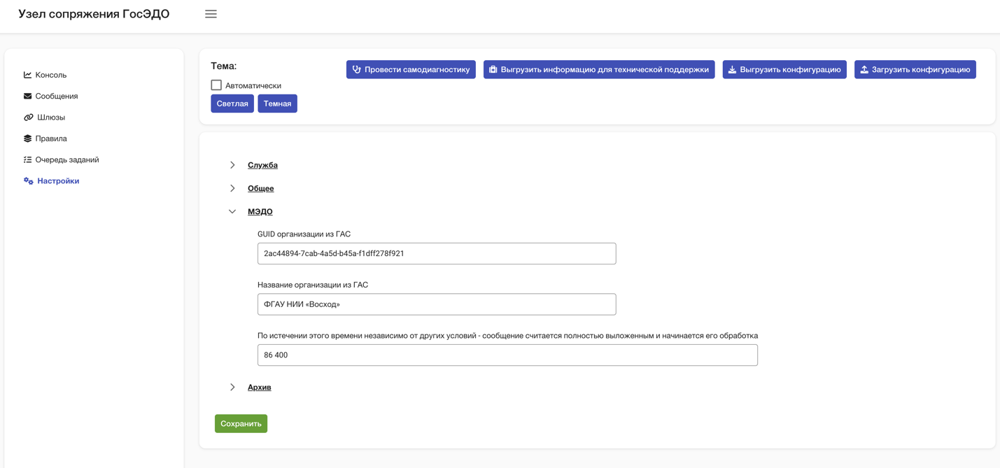 Узел сопряжения ГосЭДО
Консоль
Сообщения
Шлюзы
Правила
Очередь заданий
Настройки
Тема:
Автоматически
Светлая Темная
Провести самодиагностику Выгрузить информацию для технической поддержки Выгрузить конфигурацию Загрузить конфигурацию
Служба
Общее
МЭДО
GUID организации из ГАС
2ac44894-7cab-4a5d-b45a-f1dff278f921
Название организации из ГАС
ФГАУ НИИ «Восход»
По истечении этого времени независимо от других условий - сообщение считается полностью выложенным и начинается его обработка
86 400
Архив
Сохранить